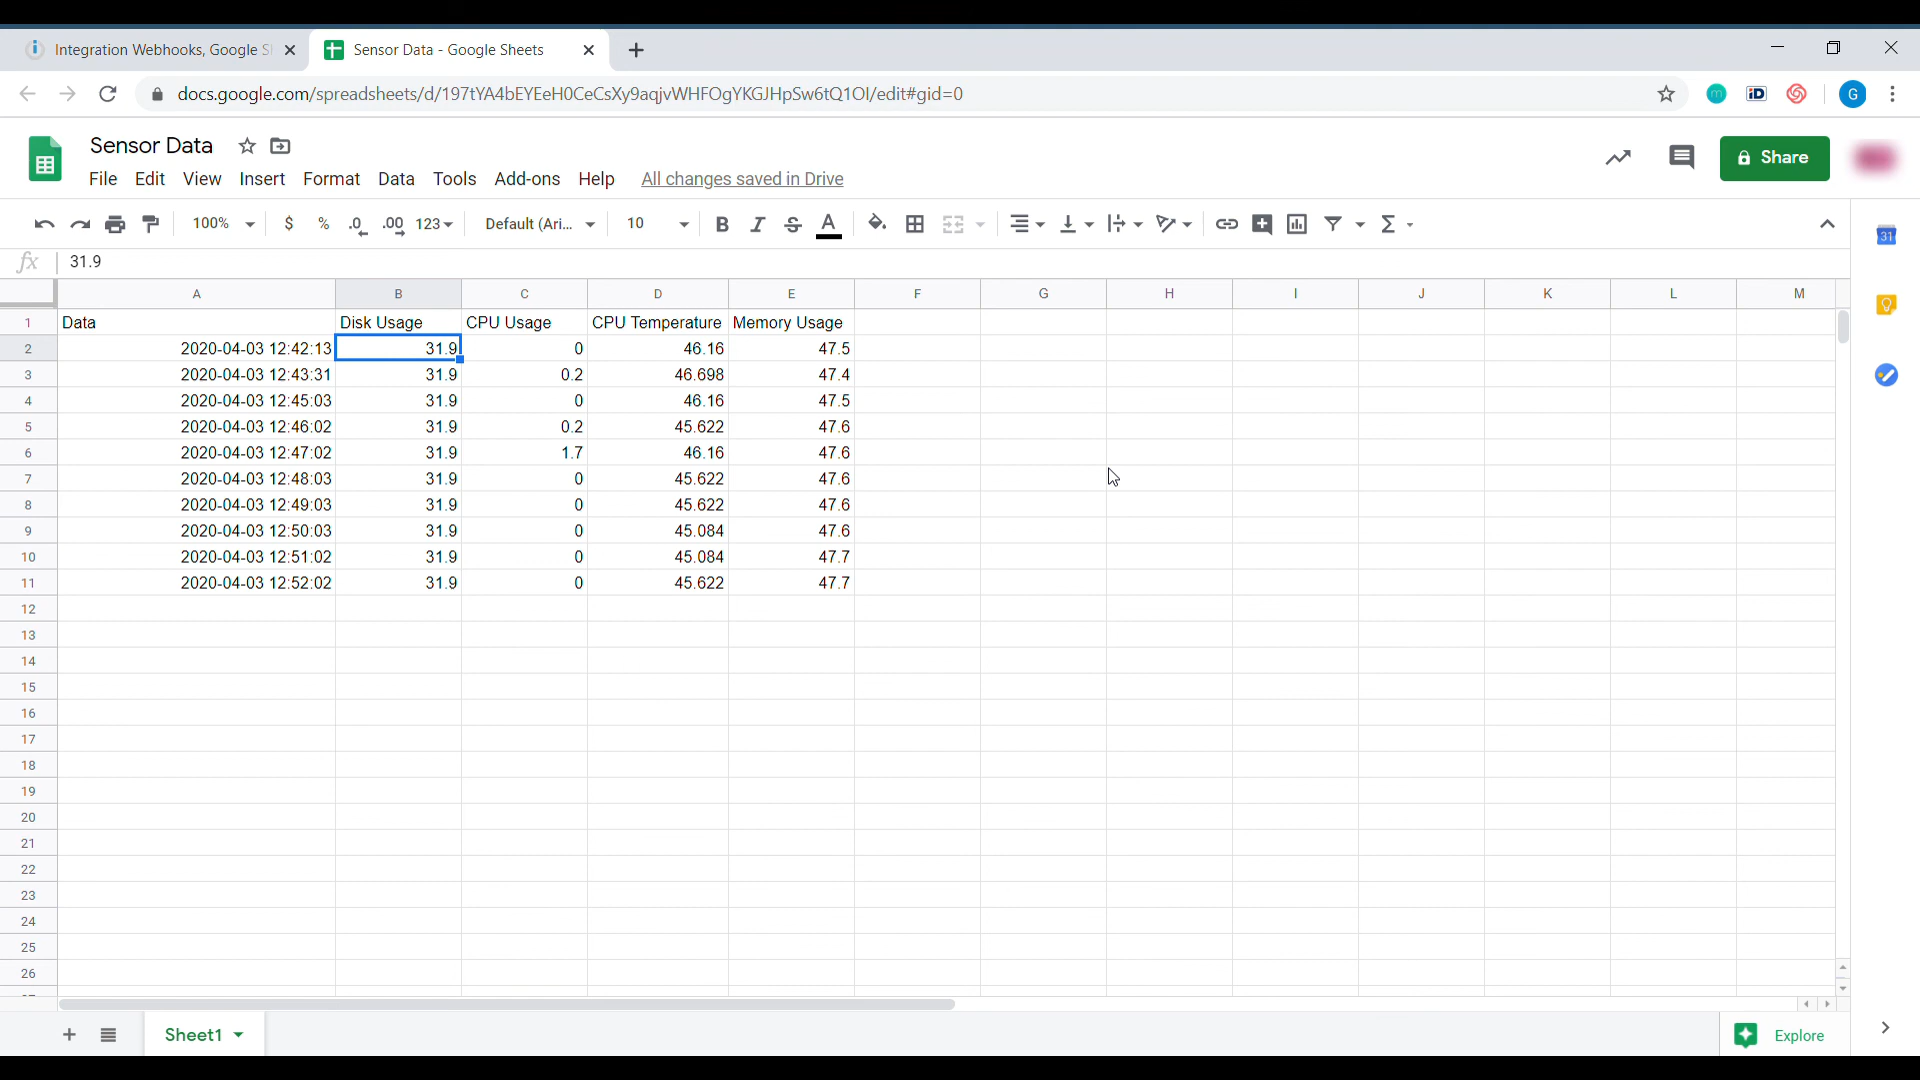 Integration Webhooks, Google S
Sensor Data - Google Sheets
docs.google.com/spreadsheets/d/197tYA4bEYEeH0CeCsXy9aqjvWHFOgYKGJHpSw6tQ1OI/edit#gid=0
G
Sensor Data
File Edit View Insert Format Data Tools Add-ons Help All changes saved in Drive
Share
100% $ % .0 .00 123 Default (Ari... 10 B I S A
31
fx 31.9
A B C D E F G H I J K L M
1 Data Disk Usage CPU Usage CPU Temperature Memory Usage
2 2020-04-03 12:42:13 31.9 0 46.16 47.5
3 2020-04-03 12:43:31 31.9 0.2 46.698 47.4
4 2020-04-03 12:45:03 31.9 0 46.16 47.5
5 2020-04-03 12:46:02 31.9 0.2 45.622 47.6
6 2020-04-03 12:47:02 31.9 1.7 46.16 47.6
7 2020-04-03 12:48:03 31.9 0 45.622 47.6
8 2020-04-03 12:49:03 31.9 0 45.622 47.6
9 2020-04-03 12:50:03 31.9 0 45.084 47.6
10 2020-04-03 12:51:02 31.9 0 45.084 47.7
11 2020-04-03 12:52:02 31.9 0 45.622 47.7
12
13
14
15
16
17
18
19
20
21
22
23
24
25
26
Sheet1
Explore